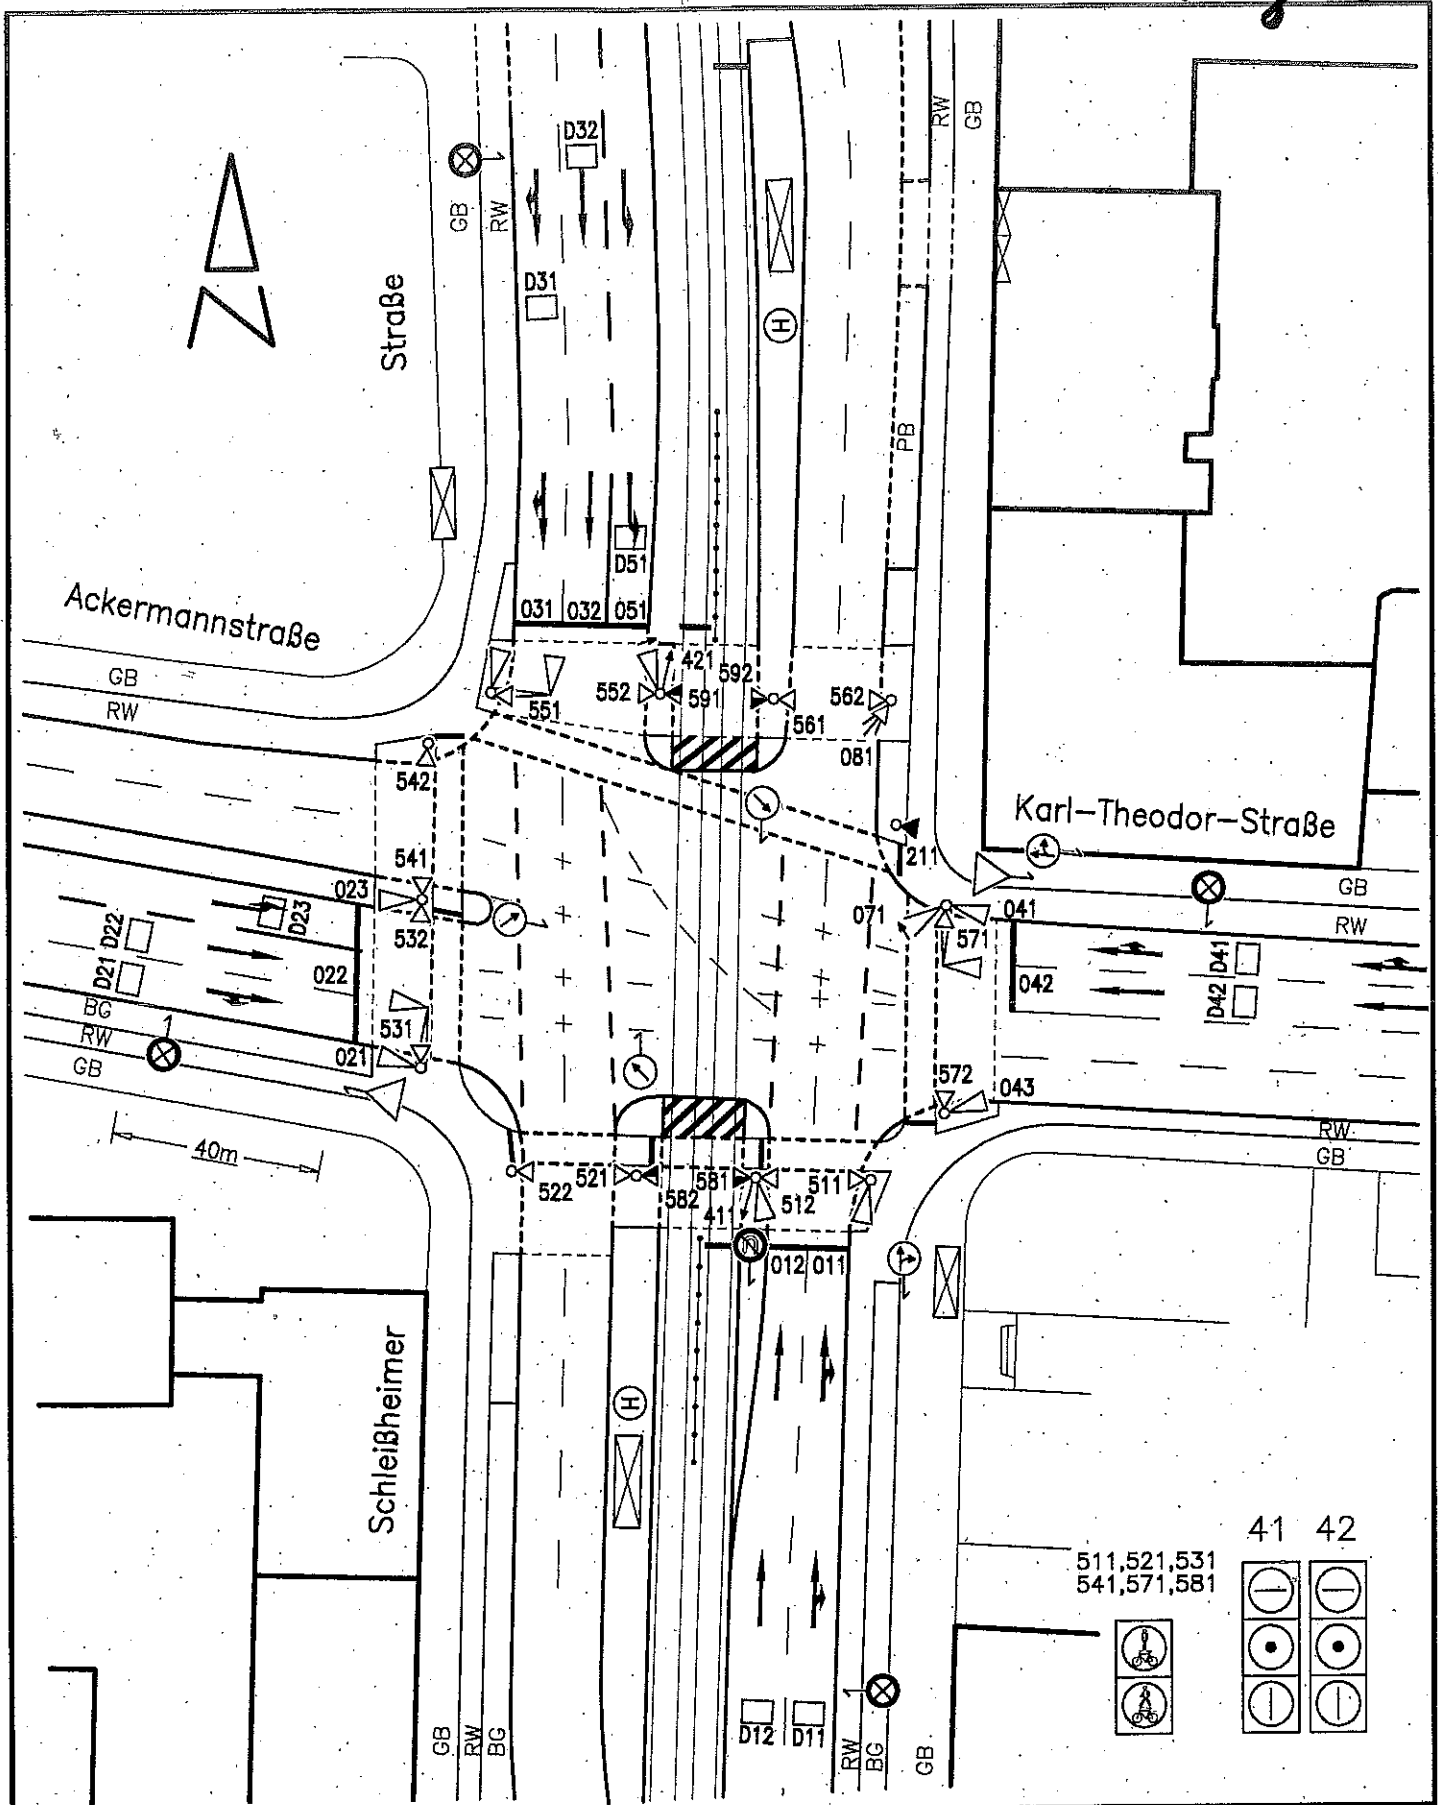 RW
GB
D32
GB
RW
D31
Straße
H
PB
D51
Ackermannstraße
031 032 051
421
592
552
591
562
551
561
081
GB
RW
542
Karl-Theodor-Straße
541
211
023
GB
D23
071
041
571
RW
532
D22
D21
022
042
D41
D42
BG
RW
GB
531
021
572
043
RW
GB
40m
522
521
582
581
411
512
511
012 011
H
Schleißheimer
41 42
511,521,531
541,571,581
D12 D11
GB
RW
BG
RW
BG
GB